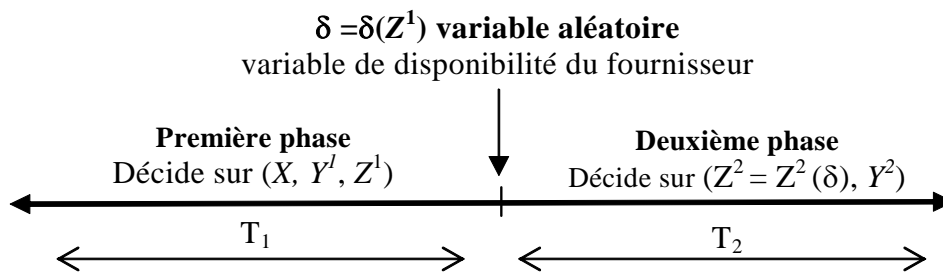 δ =δ(Z¹) variable aléatoire
variable de disponibilité du fournisseur
Première phase
Décide sur (X, Yᴵ, Z¹)
Deuxième phase
Décide sur (Z² = Z² (δ), Y²)
T₁
T₂